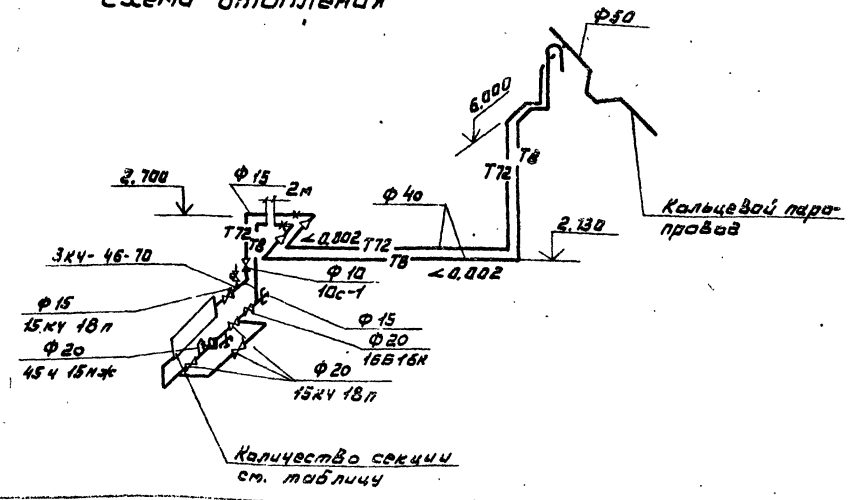 Схема отопления
Ф50
6.000
Т72
Т8
2.700
Ф15
2м
Ф40
Кольцевой паро-
провод
2.130
Т72
Т8
<0,002
Т72
Т8
<0,002
3кч-46-70
Ф10
10с-1
Ф15
15кч 18п
Ф15
Ф20
16Б1бк
Ф20
45ч 15нж
Ф20
15кч 18п
Количество секции
см. таблицу